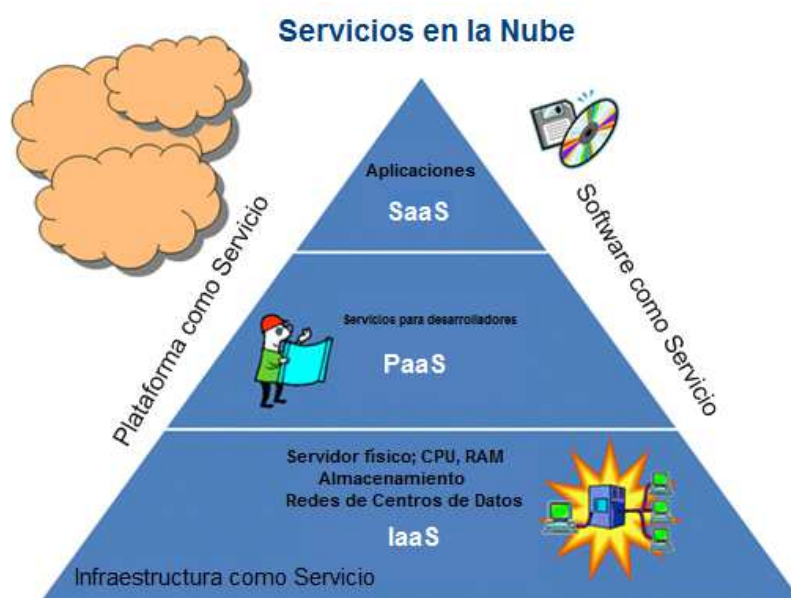 Servicios en la Nube
Aplicaciones
SaaS
Plataforma como Servicio
Software como Servicio
Servicios para desarrolladores
PaaS
Servidor físico; CPU, RAM
Almacenamiento
Redes de Centros de Datos
IaaS
Infraestructura como Servicio